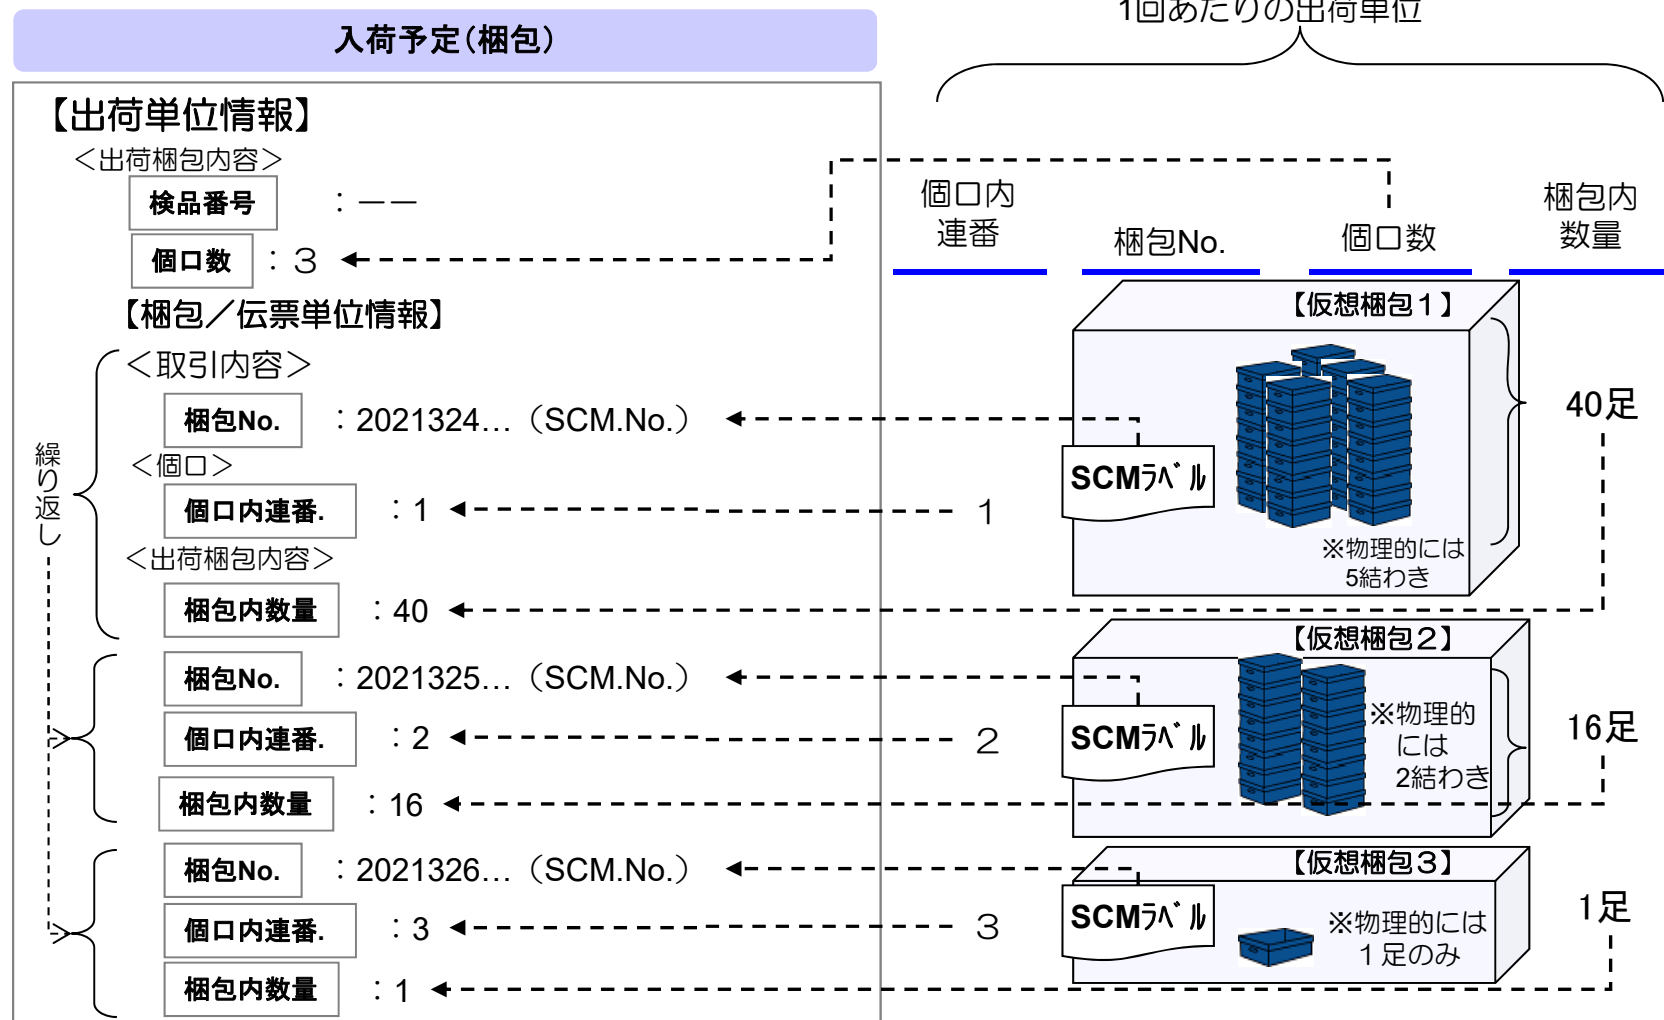 1回あたりの出荷単位
入荷予定（梱包）
【出荷単位情報】
＜出荷梱包内容＞
検品番号 ：－－
個口数 ：３
【梱包／伝票単位情報】
＜取引内容＞
梱包No. ：2021324…（SCM.No.）
＜個口＞
個口内連番. ：1
＜出荷梱包内容＞
梱包内数量 ：40
梱包No. ：2021325…（SCM.No.）
個口内連番. ：2
梱包内数量 ：16
梱包No. ：2021326…（SCM.No.）
個口内連番. ：3
梱包内数量 ：1
繰り返し
個口内
連番
梱包No.
個口数
梱包内
数量
【仮想梱包１】
SCMﾗﾍﾞﾙ
※物理的には
5結わき
1
40足
【仮想梱包２】
SCMﾗﾍﾞﾙ
※物理的
には
2結わき
２
16足
【仮想梱包３】
SCMﾗﾍﾞﾙ
※物理的には
１足のみ
３
1足